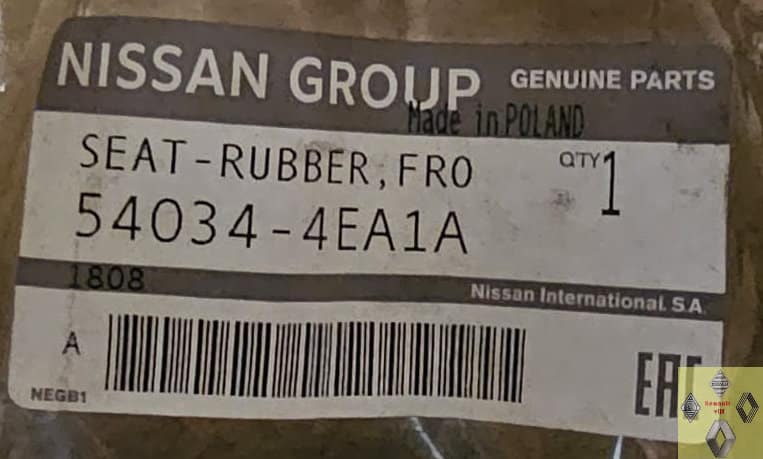 NISSAN GROUP GENUINE PARTS
Made in POLAND
SEAT-RUBBER, FRO QTY 1
54034-4EA1A
1808
Nissan International. S.A.
A
EAC
NEGB1
Renault